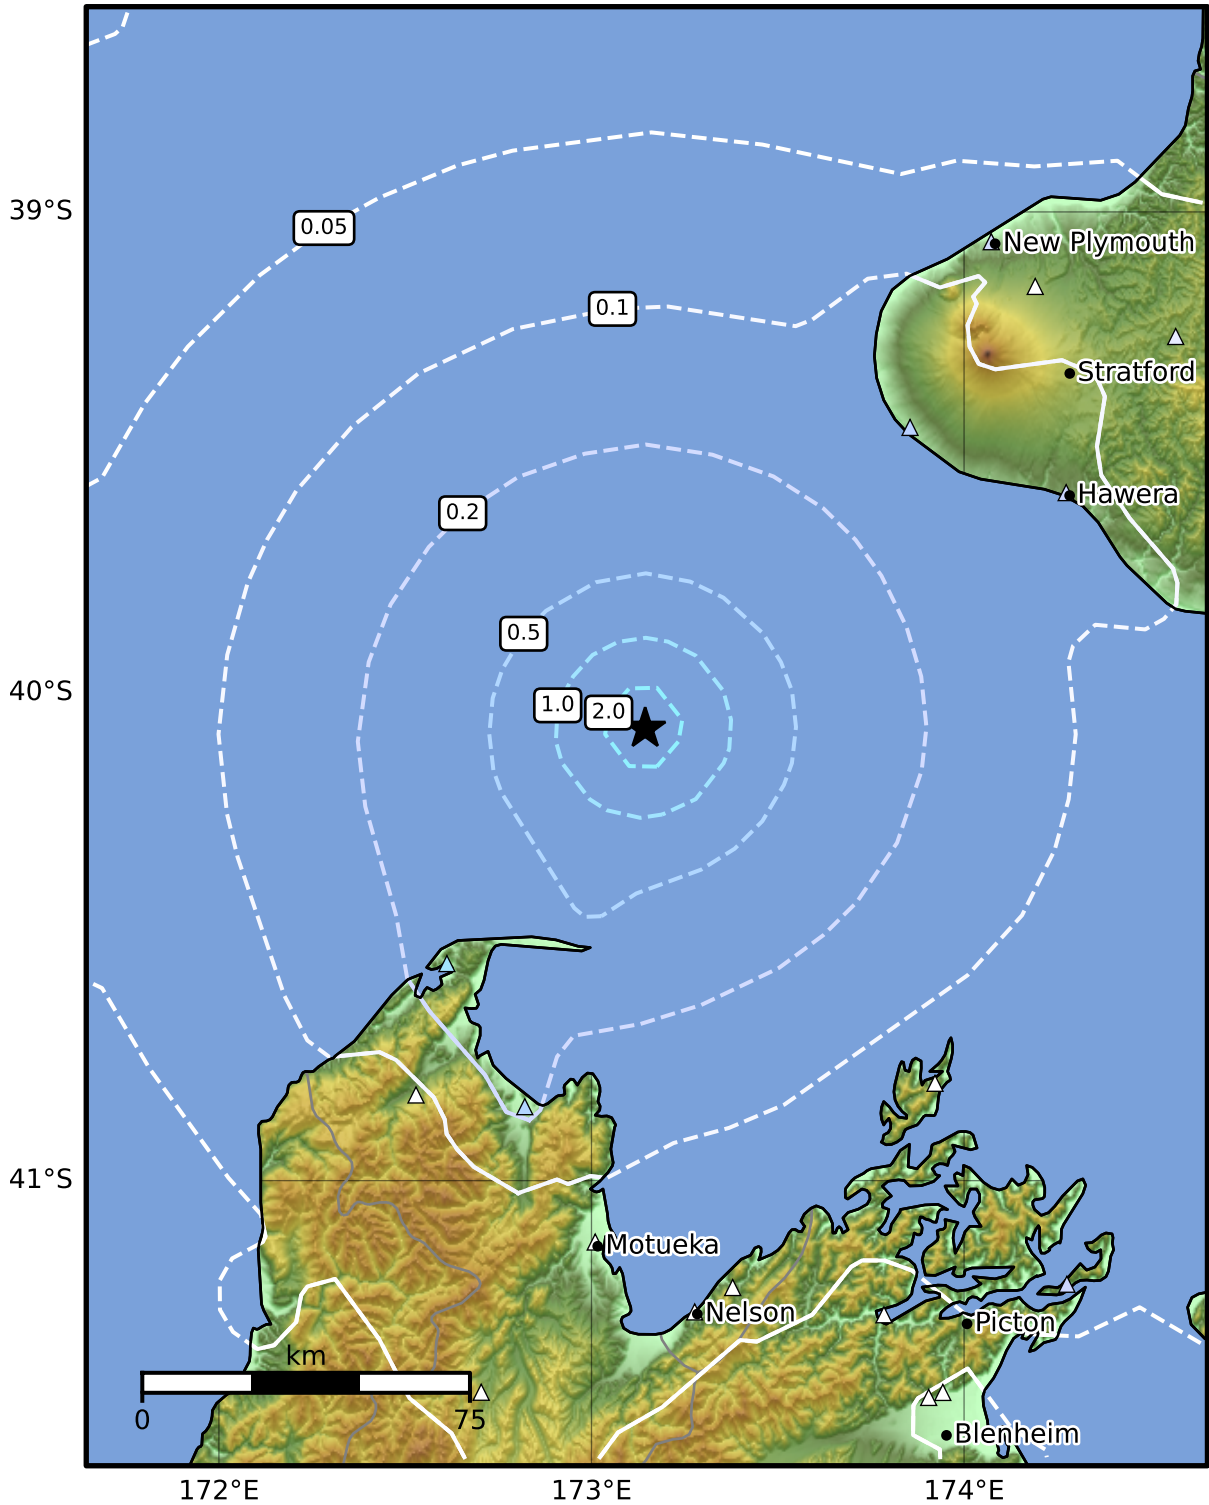 39°S
0.05
New Plymouth
0.1
Stratford
Hawera
0.2
0.5
40°S
1.0
2.0
41°S
Motueka
Nelson
Picton
km
0
75
Blenheim
172°E
173°E
174°E